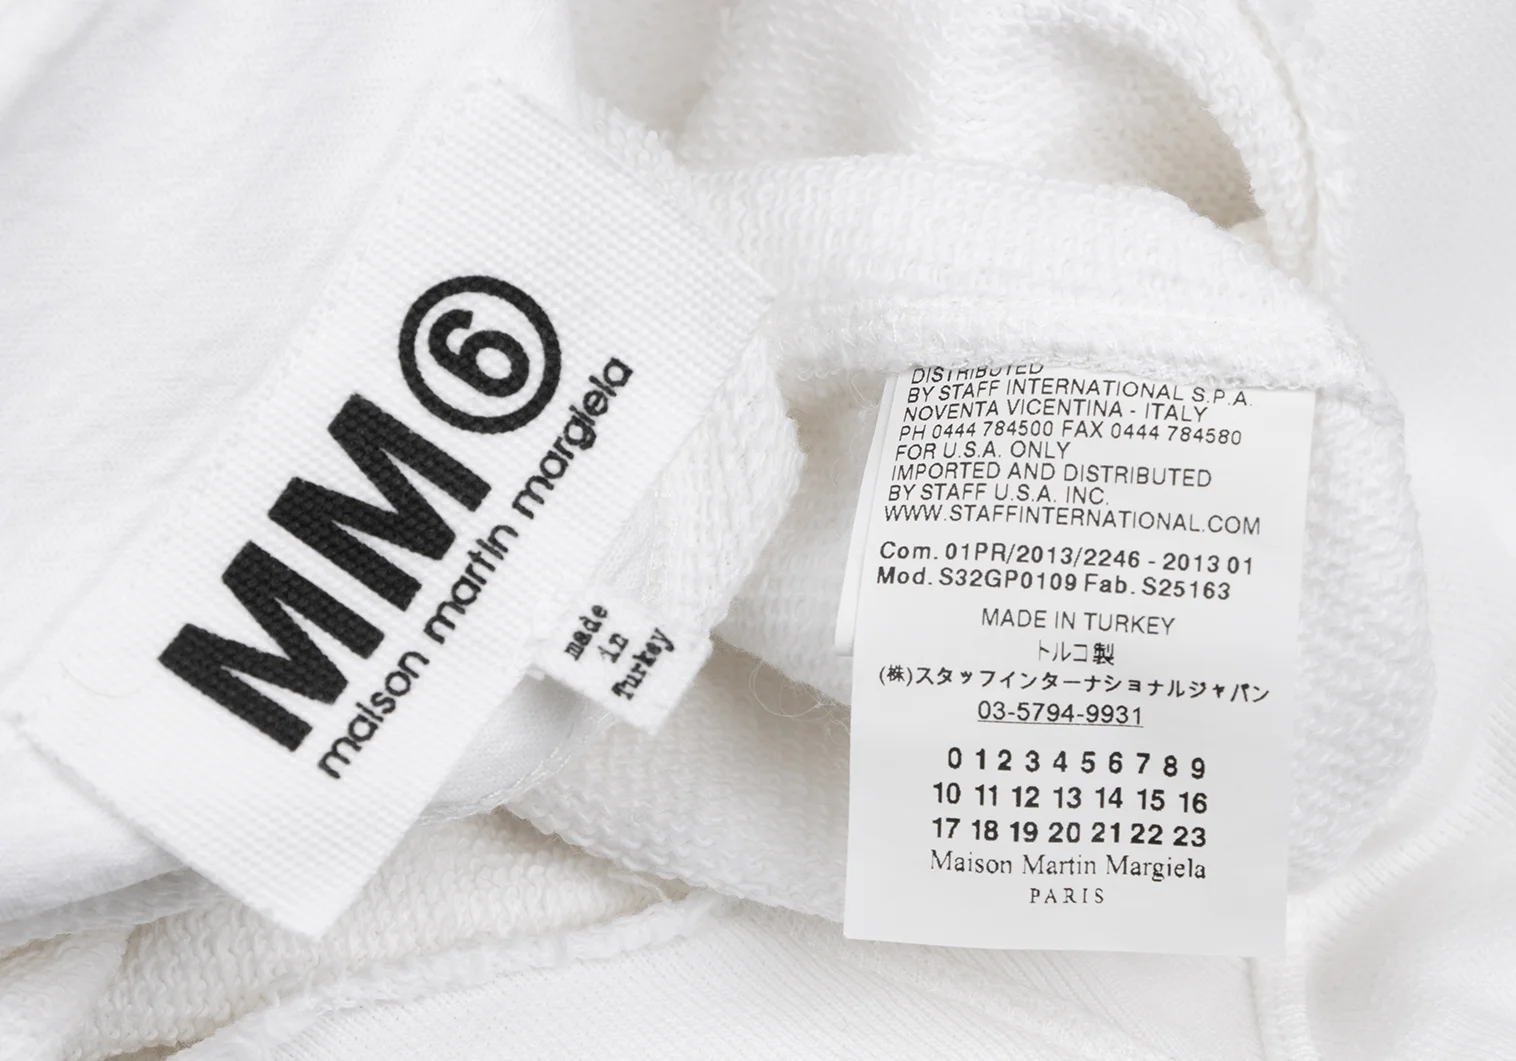 MM⑥
maison martin margiela
made
in
Turkey
DISTRIBUTED
BY STAFF INTERNATIONAL S.P.A.
NOVENTA VICENTINA - ITALY
PH 0444 784500 FAX 0444 784580
FOR U.S.A. ONLY
IMPORTED AND DISTRIBUTED
BY STAFF U.S.A. INC.
WWW.STAFFINTERNATIONAL.COM
Com. 01PR/2013/2246 - 2013 01
Mod. S32GP0109 Fab. S25163
MADE IN TURKEY
トルコ製
(株)スタッフインターナショナルジャパン
03-5794-9931
0 1 2 3 4 5 6 7 8 9
10 11 12 13 14 15 16
17 18 19 20 21 22 23
Maison Martin Margiela
PARIS